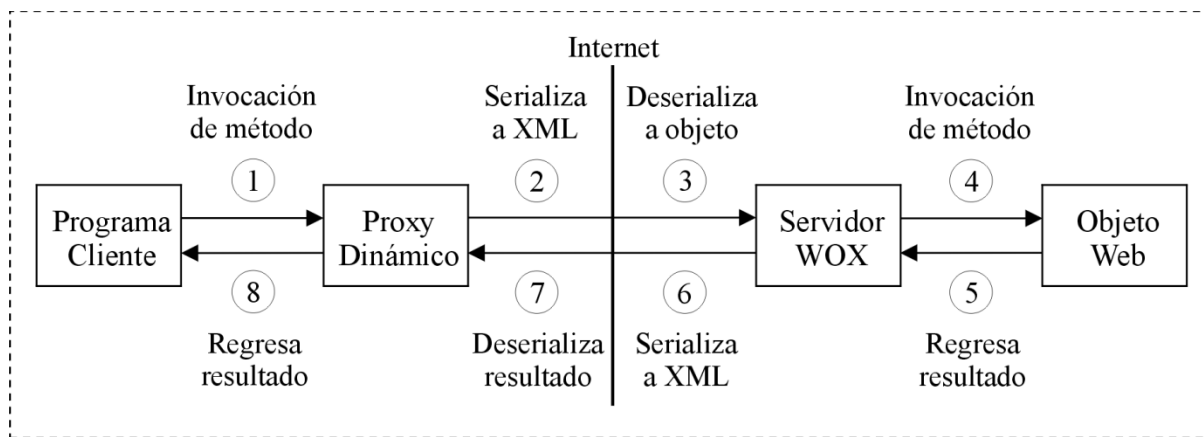 Internet
Invocación
de método
Serializa
a XML
Deserializa
a objeto
Invocación
de método
1
2
3
4
Programa
Cliente
Proxy
Dinámico
Servidor
WOX
Objeto
Web
8
7
6
5
Regresa
resultado
Deserializa
resultado
Serializa
a XML
Regresa
resultado